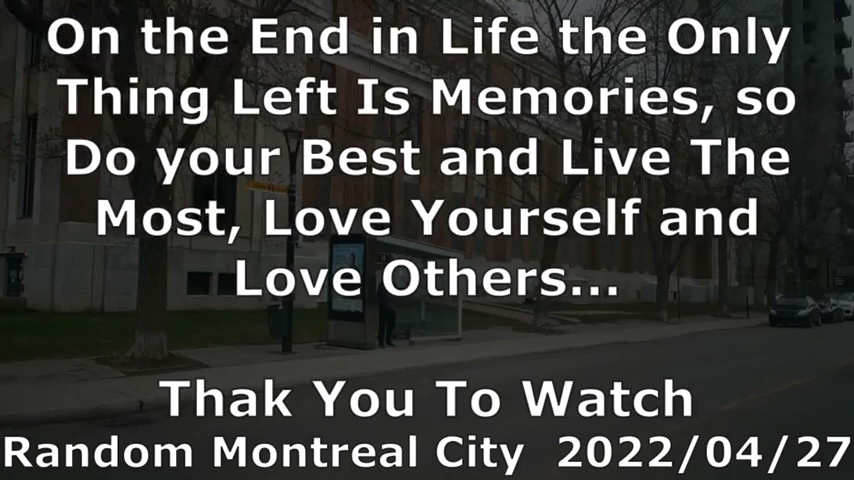 On the End in Life the Only
Thing Left Is Memories, so
Do your Best and Live The
Most, Love Yourself and
Love Others...
Thak You To Watch
Random Montreal City 2022/04/27